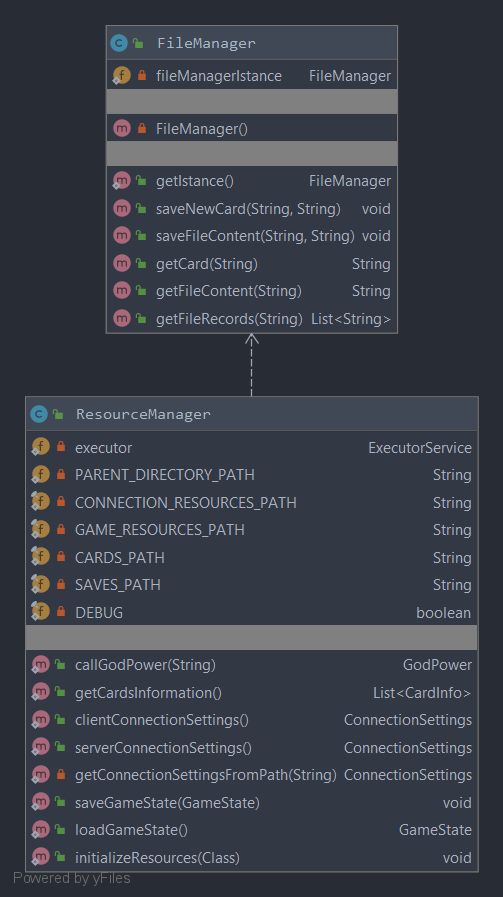 FileManager
fileManagerIstance FileManager
FileManager()
getIstance() FileManager
saveNewCard(String, String) void
saveFileContent(String, String) void
getCard(String) String
getFileContent(String) String
getFileRecords(String) List<String>
ResourceManager
executor ExecutorService
PARENT_DIRECTORY_PATH String
CONNECTION_RESOURCES_PATH String
GAME_RESOURCES_PATH String
CARDS_PATH String
SAVES_PATH String
DEBUG boolean
callGodPower(String) GodPower
getCardsInformation() List<CardInfo>
clientConnectionSettings() ConnectionSettings
serverConnectionSettings() ConnectionSettings
getConnectionSettingsFromPath(String) ConnectionSettings
saveGameState(GameState) void
loadGameState() GameState
initializeResources(Class) void
Powered by yFiles